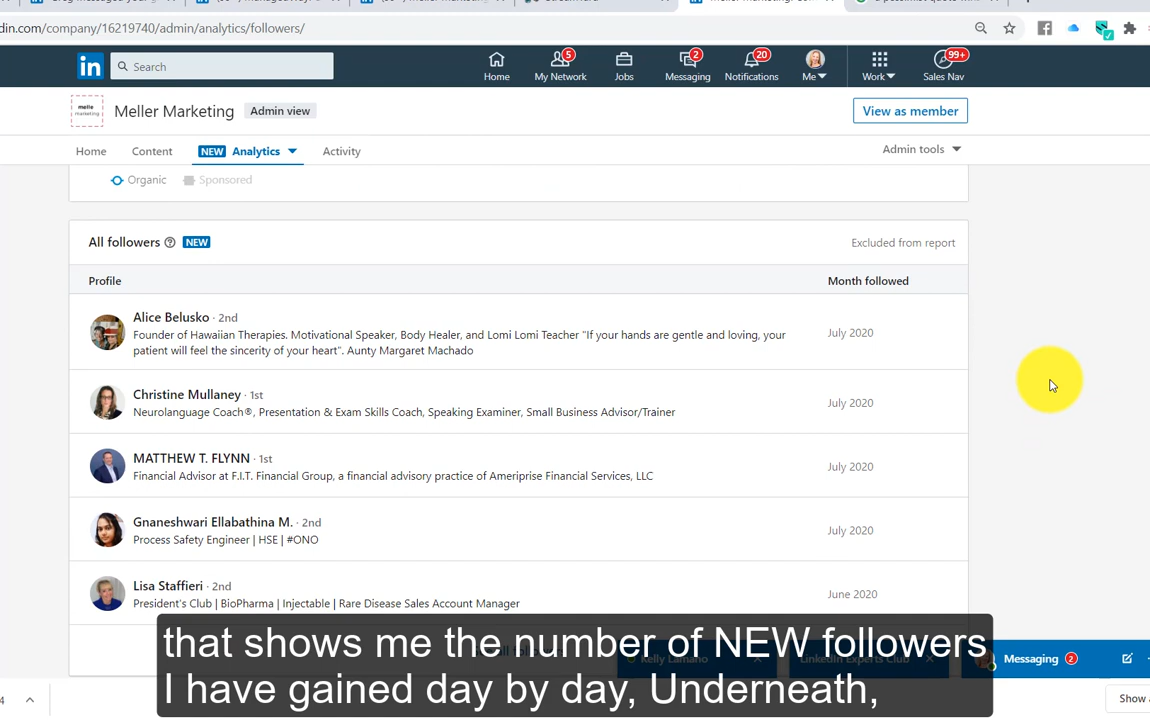 din.com/company/16219740/admin/analytics/followers/
in
Search
Home
5
My Network
Jobs
2
Messaging
20
Notifications
Me
Work
99+
Sales Nav
melle
marketing
Meller Marketing
Admin view
View as member
Home
Content
NEW Analytics
Activity
Admin tools
Organic
Sponsored
All followers
NEW
Excluded from report
Profile
Month followed
Alice Belusko · 2nd
Founder of Hawaiian Therapies. Motivational Speaker, Body Healer, and Lomi Lomi Teacher "If your hands are gentle and loving, your
patient will feel the sincerity of your heart". Aunty Margaret Machado
July 2020
Christine Mullaney · 1st
Neurolanguage Coach®, Presentation & Exam Skills Coach, Speaking Examiner, Small Business Advisor/Trainer
July 2020
MATTHEW T. FLYNN · 1st
Financial Advisor at F.I.T. Financial Group, a financial advisory practice of Ameriprise Financial Services, LLC
July 2020
Gnaneshwari Ellabathina M. · 2nd
Process Safety Engineer | HSE | #ONO
July 2020
Lisa Staffieri · 2nd
President's Club | BioPharma | Injectable | Rare Disease Sales Account Manager
June 2020
that shows me the number of NEW followers
I have gained day by day, Underneath,
Messaging 2
4
Show